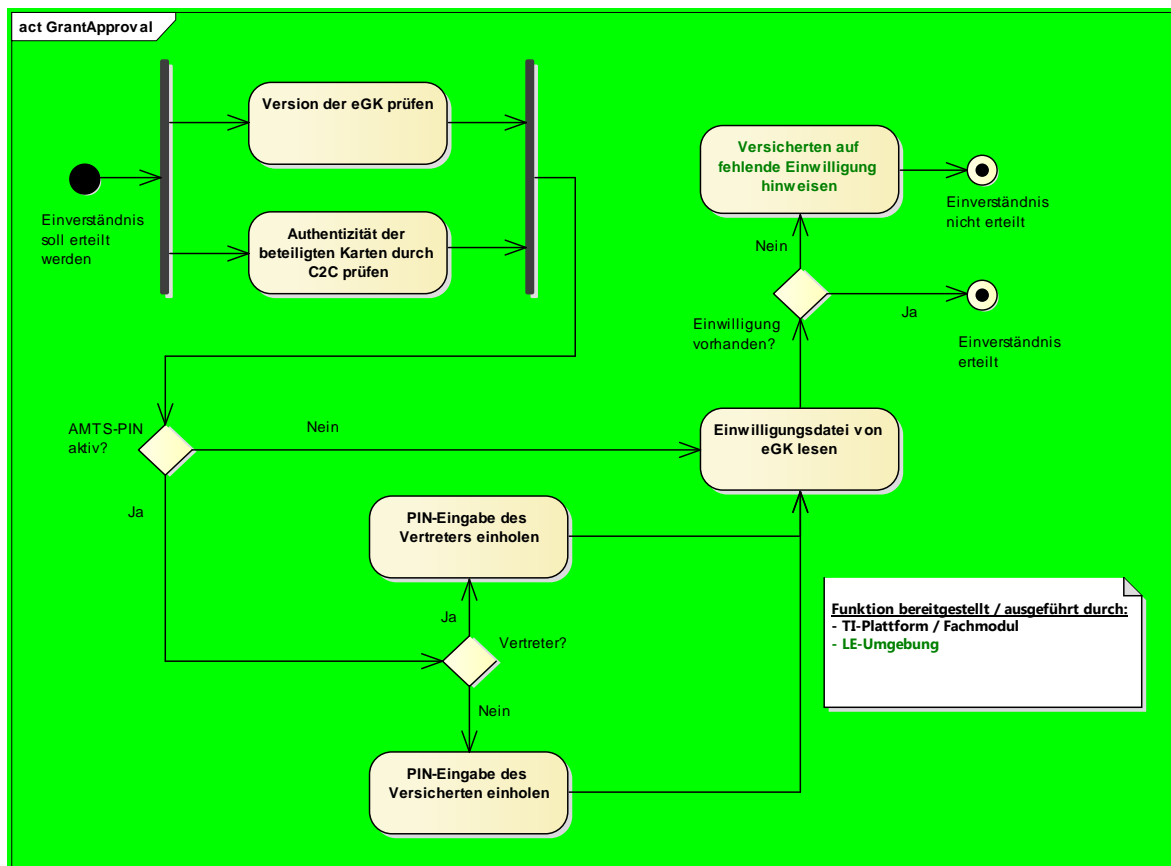 act GrantApproval
Version der eGK prüfen
Einverständnis
soll erteilt
werden
Authentizität der
beteiligten Karten durch
C2C prüfen
Versicherten auf
fehlende Einwilligung
hinweisen
Einverständnis
nicht erteilt
Nein
Einwilligung
vorhanden?
Ja
Einverständnis
erteilt
AMTS-PIN
aktiv?
Nein
Einwilligungsdatei von
eGK lesen
Ja
PIN-Eingabe des
Vertreters einholen
Ja
Vertreter?
Nein
PIN-Eingabe des
Versicherten einholen
Funktion bereitgestellt / ausgeführt durch:
- TI-Plattform / Fachmodul
- LE-Umgebung